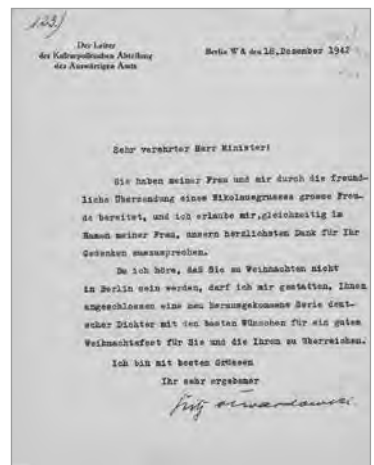 122)
Der Leiter
der Kulturpolitischen Abteilung
des Auswärtigen Amts
Berlin W 8 den 18. Dezember 1942
Sehr verehrter Herr Minister!
Sie haben meiner Frau und mir durch die freund-
liche Übersendung eines Nikolausgrusses grosse Freu-
de bereitet, und ich erlaube mir, gleichzeitig im
Namen meiner Frau, unsern herzlichsten Dank für Ihr
Gedenken auszusprechen.
Da ich höre, daß Sie zu Weihnachten nicht
in Berlin sein werden, darf ich mir gestatten, Ihnen
angeschlossen eine neu herausgekommene Serie deut-
scher Dichter mit den besten Wünschen für ein gutes
Weihnachtsfest für Sie und die Ihren zu überreichen.
Ich bin mit besten Grüssen
Ihr sehr ergebener